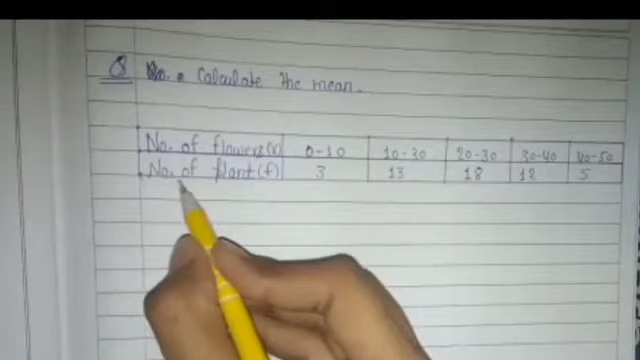 Q No. Calculate the mean.
No. of flowers(x) 0-10 10-20 20-30 30-40 40-50
No. of plant(f) 3 13 18 12 5